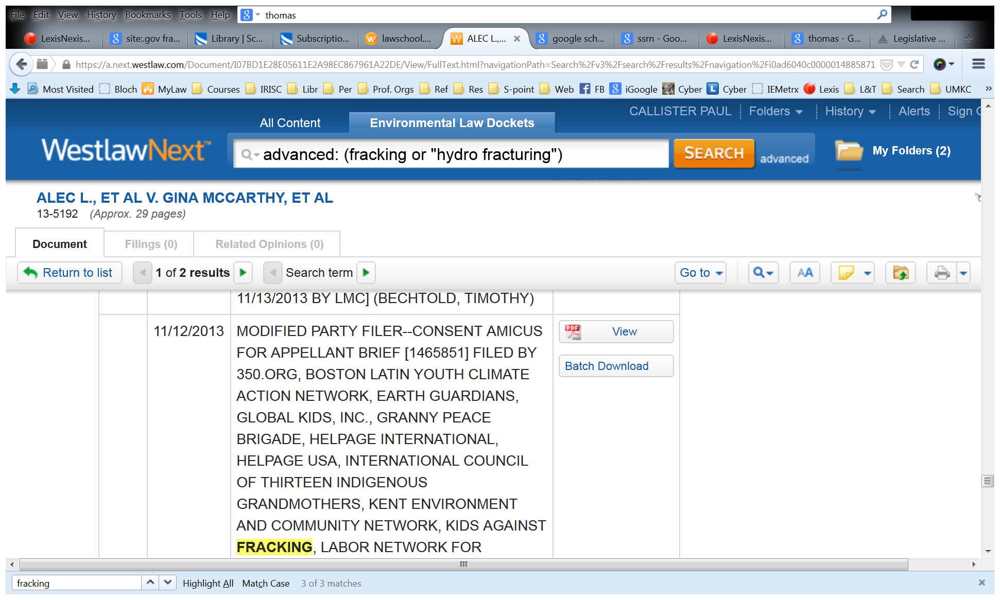 File Edit View History Bookmarks Tools Help thomas
LexisNexis... site:.gov fra... Library | Sc... Subscriptio... lawschool.... ALEC L.,... google sch... ssrn - Goo... LexisNexis... thomas - G... Legislative ...
https://a.next.westlaw.com/Document/I07BD1E28E05611E2A98EC867961A22DE/View/FullText.html?navigationPath=Search%2Fv3%2Fsearch%2Fresults%2Fnavigation%2Fi0ad6040c0000014885871
Most Visited Bloch MyLaw Courses IRISC Libr Per Prof. Orgs Ref Res S-point Web FB iGoogle Cyber Cyber IEMetrx Lexis L&T Search UMKC »
CALLISTER PAUL Folders History Alerts Sign
All Content Environmental Law Dockets
WestlawNext™ advanced: (fracking or "hydro fracturing") SEARCH advanced My Folders (2)
ALEC L., ET AL V. GINA MCCARTHY, ET AL
13-5192 (Approx. 29 pages)
Document Filings (0) Related Opinions (0)
Return to list 1 of 2 results Search term Go to AA
11/13/2013 BY LMC] (BECHTOLD, TIMOTHY)
11/12/2013 MODIFIED PARTY FILER--CONSENT AMICUS View
FOR APPELLANT BRIEF [1465851] FILED BY
350.ORG, BOSTON LATIN YOUTH CLIMATE Batch Download
ACTION NETWORK, EARTH GUARDIANS,
GLOBAL KIDS, INC., GRANNY PEACE
BRIGADE, HELPAGE INTERNATIONAL,
HELPAGE USA, INTERNATIONAL COUNCIL
OF THIRTEEN INDIGENOUS
GRANDMOTHERS, KENT ENVIRONMENT
AND COMMUNITY NETWORK, KIDS AGAINST
FRACKING, LABOR NETWORK FOR
fracking Highlight All Match Case 3 of 3 matches